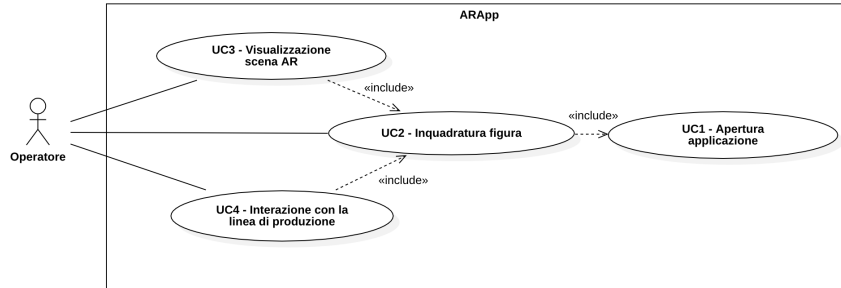 ARApp
UC3 - Visualizzazione
scena AR
«include»
«include»
UC2 - Inquadratura figura
UC1 - Apertura
applicazione
Operatore
«include»
UC4 - Interazione con la
linea di produzione